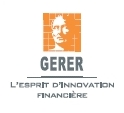 GERER
L'ESPRIT D'INNOVATION
FINANCIÈRE